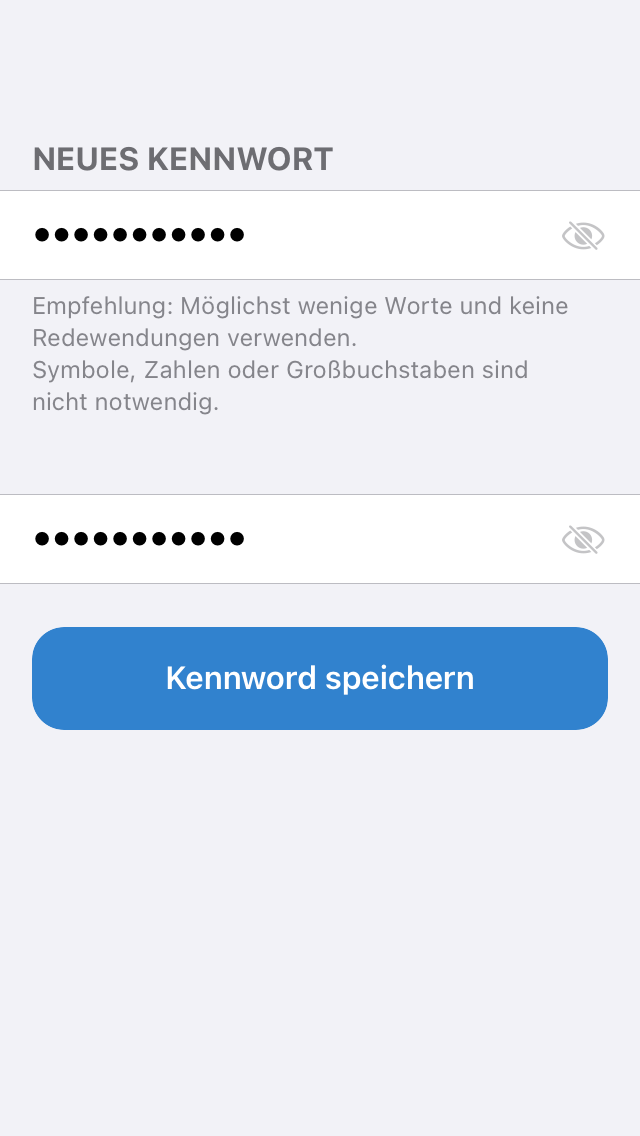 NEUES KENNWORT
•••••••••••
Empfehlung: Möglichst wenige Worte und keine
Redewendungen verwenden.
Symbole, Zahlen oder Großbuchstaben sind
nicht notwendig.
•••••••••••
Kennword speichern